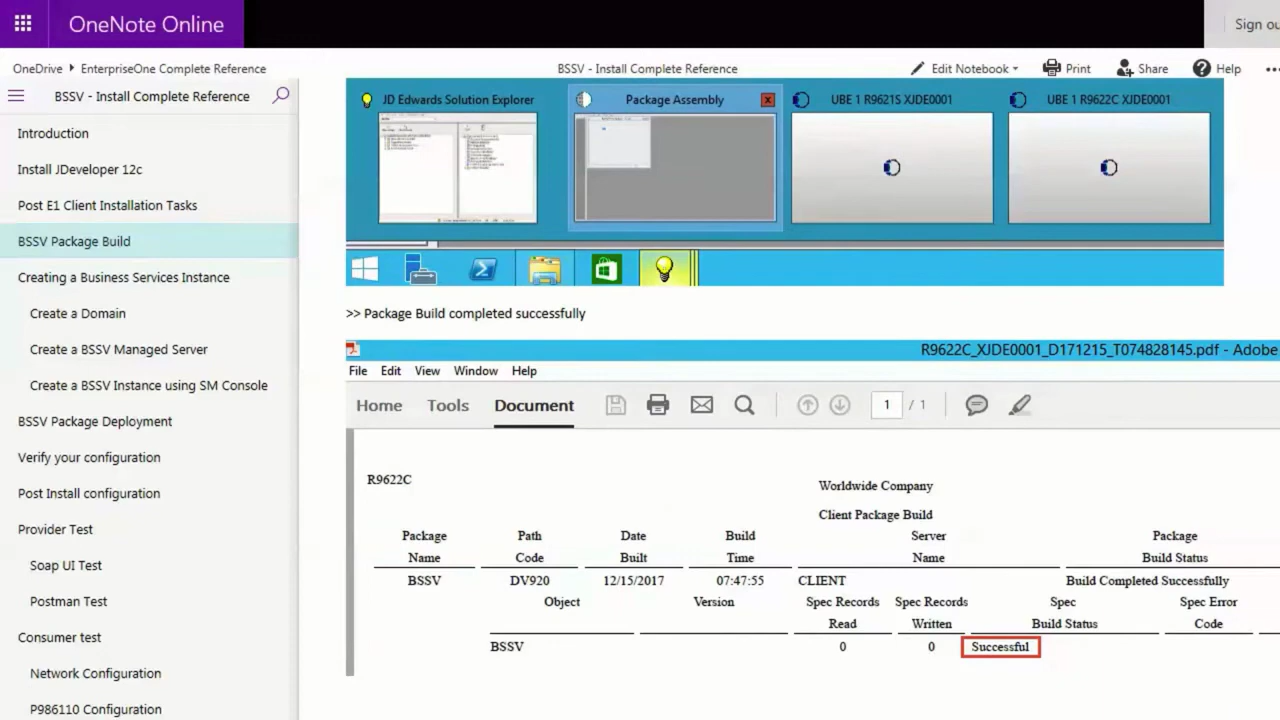 OneNote Online
Sign ou
OneDrive ▸ EnterpriseOne Complete Reference
BSSV - Install Complete Reference
Edit Notebook
Print
Share
Help
BSSV - Install Complete Reference
Introduction
Install JDeveloper 12c
Post E1 Client Installation Tasks
BSSV Package Build
Creating a Business Services Instance
Create a Domain
Create a BSSV Managed Server
Create a BSSV Instance using SM Console
BSSV Package Deployment
Verify your configuration
Post Install configuration
Provider Test
Soap UI Test
Postman Test
Consumer test
Network Configuration
P986110 Configuration
JD Edwards Solution Explorer
Package Assembly
UBE 1 R9621S XJDE0001
UBE 1 R9622C XJDE0001
>> Package Build completed successfully
R9622C_XJDE0001_D171215_T074828145.pdf - Adobe
File Edit View Window Help
Home Tools Document 1 / 1
R9622C
Worldwide Company
Client Package Build
Package Path Date Build Server Package
Name Code Built Time Name Build Status
BSSV DV920 12/15/2017 07:47:55 CLIENT Build Completed Successfully
Object Version Spec Records Spec Records Spec Spec Error
Read Written Build Status Code
BSSV 0 0 Successful